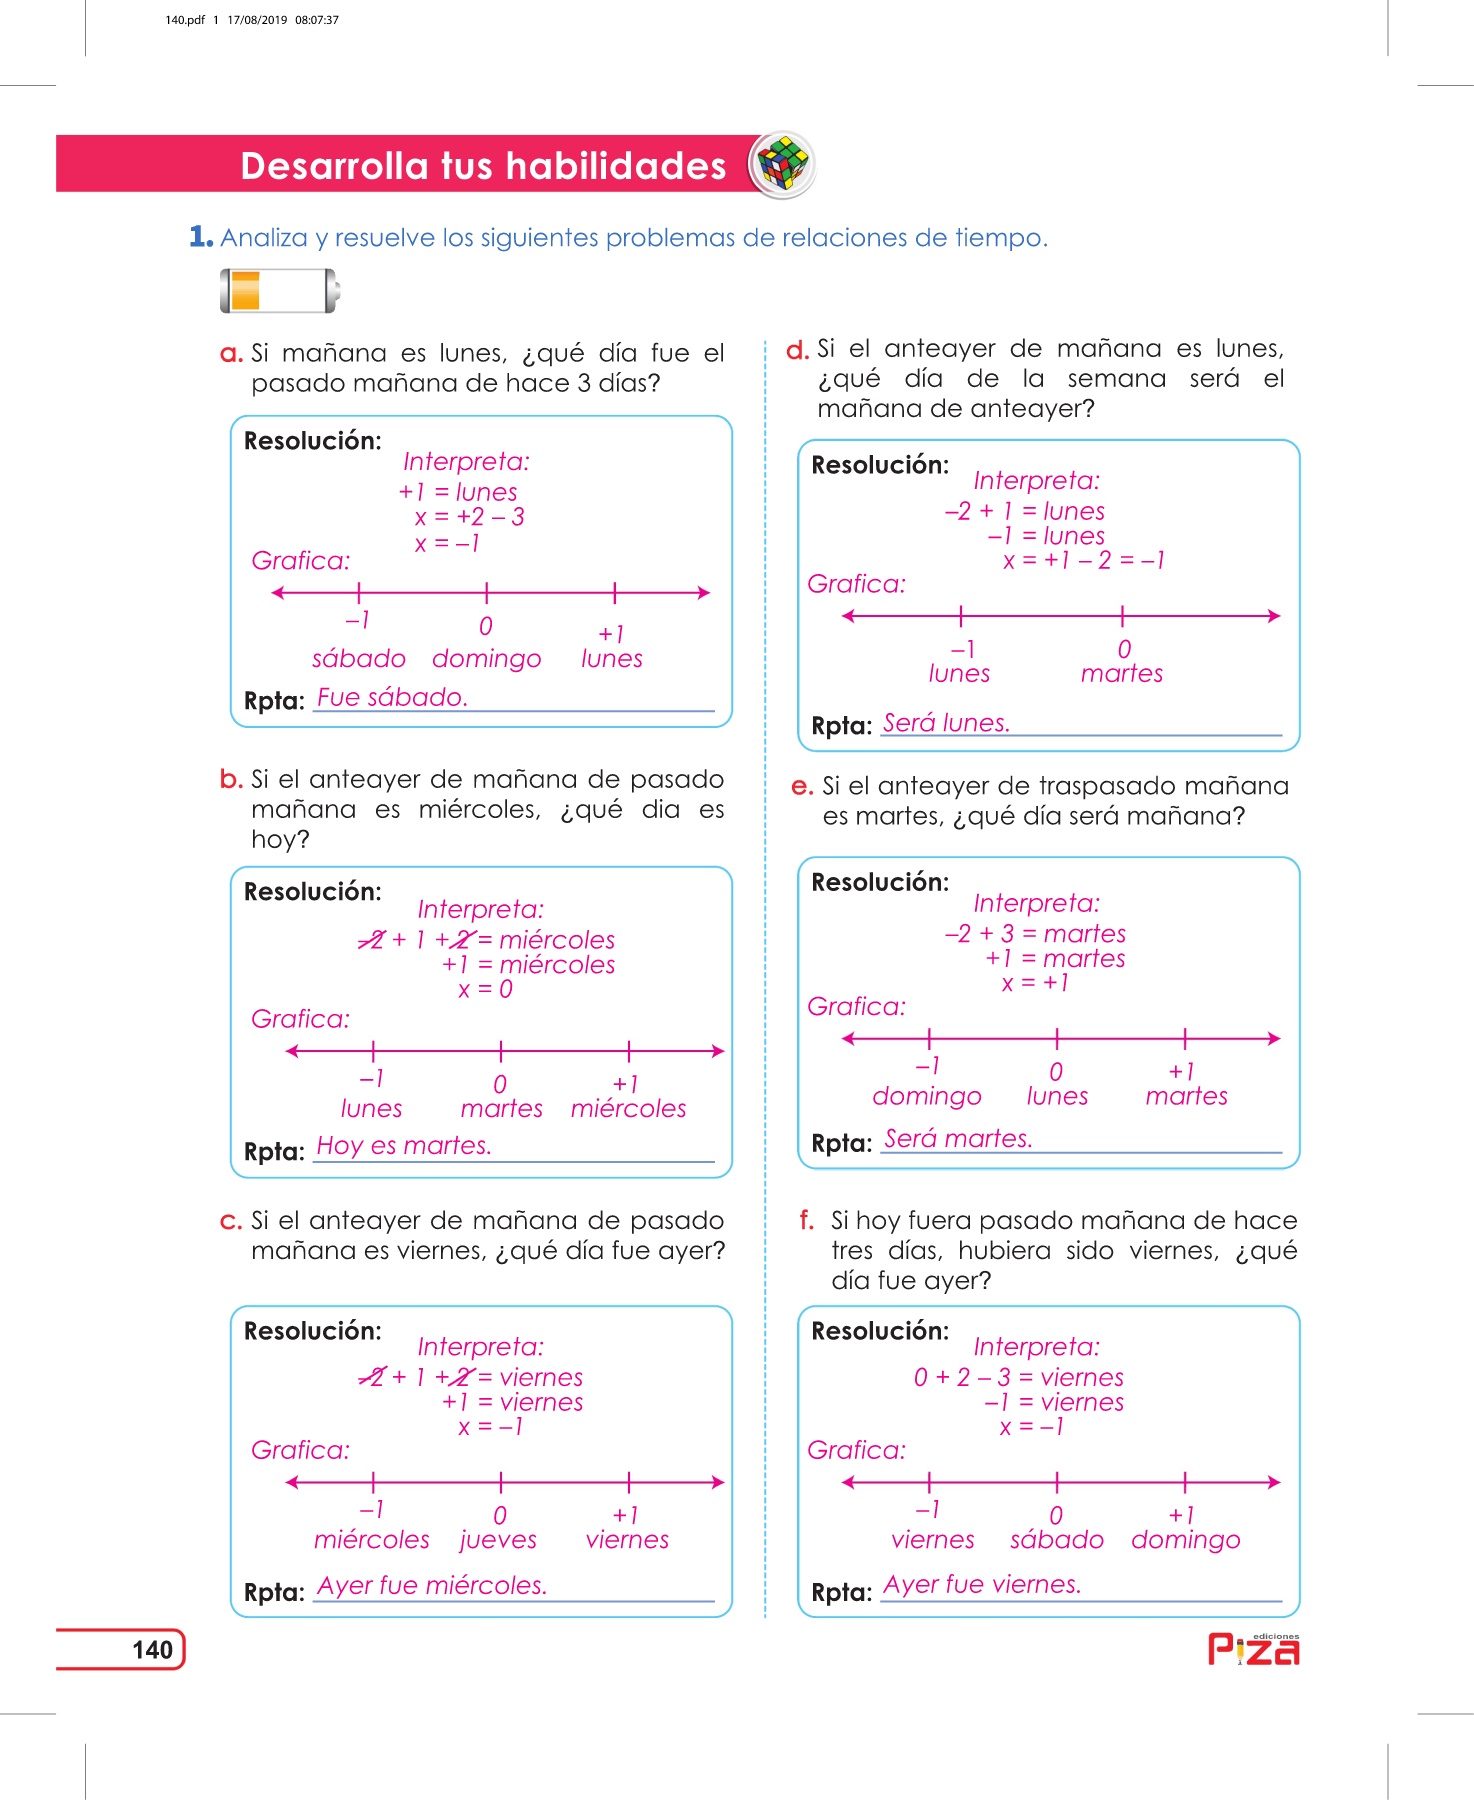 140.pdf 1 17/08/2019 08:07:37
Desarrolla tus habilidades
1. Analiza y resuelve los siguientes problemas de relaciones de tiempo.
a. Si mañana es lunes, ¿qué día fue el
pasado mañana de hace 3 días?
Resolución:
Interpreta:
+1 = lunes
x = +2 – 3
x = –1
Grafica:
–1 0 +1
sábado domingo lunes
Rpta: Fue sábado.
b. Si el anteayer de mañana de pasado
mañana es miércoles, ¿qué dia es
hoy?
Resolución:
Interpreta:
–2 + 1 + 2 = miércoles
+1 = miércoles
x = 0
Grafica:
–1 0 +1
lunes martes miércoles
Rpta: Hoy es martes.
c. Si el anteayer de mañana de pasado
mañana es viernes, ¿qué día fue ayer?
Resolución:
Interpreta:
–2 + 1 + 2 = viernes
+1 = viernes
x = –1
Grafica:
–1 0 +1
miércoles jueves viernes
Rpta: Ayer fue miércoles.
d. Si el anteayer de mañana es lunes,
¿qué día de la semana será el
mañana de anteayer?
Resolución:
Interpreta:
–2 + 1 = lunes
–1 = lunes
x = +1 – 2 = –1
Grafica:
–1 0
lunes martes
Rpta: Será lunes.
e. Si el anteayer de traspasado mañana
es martes, ¿qué día será mañana?
Resolución:
Interpreta:
–2 + 3 = martes
+1 = martes
x = +1
Grafica:
–1 0 +1
domingo lunes martes
Rpta: Será martes.
f. Si hoy fuera pasado mañana de hace
tres días, hubiera sido viernes, ¿qué
día fue ayer?
Resolución:
Interpreta:
0 + 2 – 3 = viernes
–1 = viernes
x = –1
Grafica:
–1 0 +1
viernes sábado domingo
Rpta: Ayer fue viernes.
140
ediciones
Piza